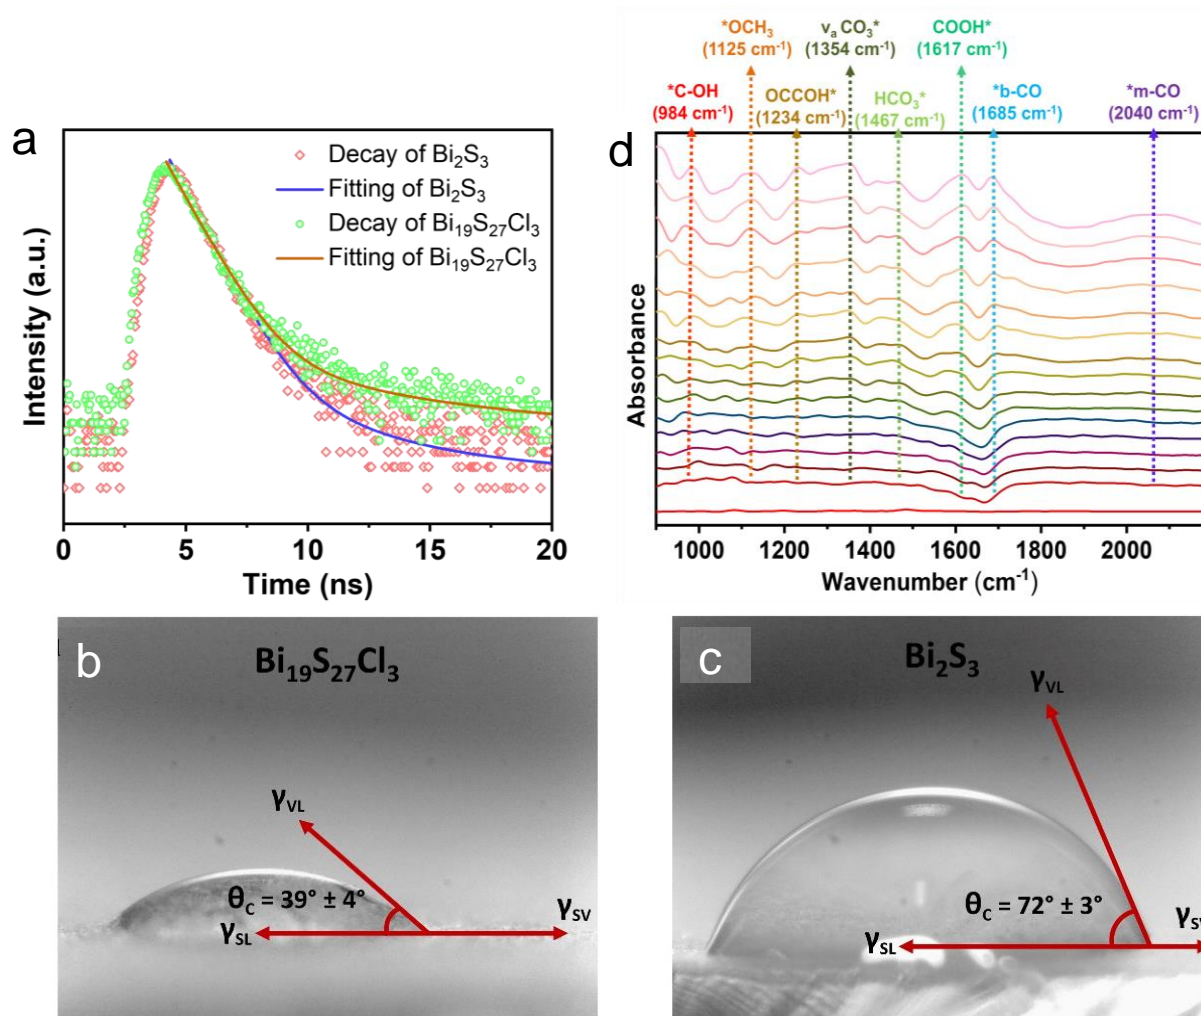 a
Decay of Bi₂S₃
Fitting of Bi₂S₃
Decay of Bi₁₉S₂₇Cl₃
Fitting of Bi₁₉S₂₇Cl₃
Intensity (a.u.)
0 5 10 15 20
Time (ns)
*OCH₃
(1125 cm⁻¹)
vₐ CO₃*
(1354 cm⁻¹)
COOH*
(1617 cm⁻¹)
*C-OH
(984 cm⁻¹)
OCCOH*
(1234 cm⁻¹)
HCO₃*
(1467 cm⁻¹)
*b-CO
(1685 cm⁻¹)
*m-CO
(2040 cm⁻¹)
d
Absorbance
1000 1200 1400 1600 1800 2000
Wavenumber (cm⁻¹)
b
Bi₁₉S₂₇Cl₃
γVL
θC = 39° ± 4°
γSL
γSV
c
Bi₂S₃
γVL
θC = 72° ± 3°
γSL
γS